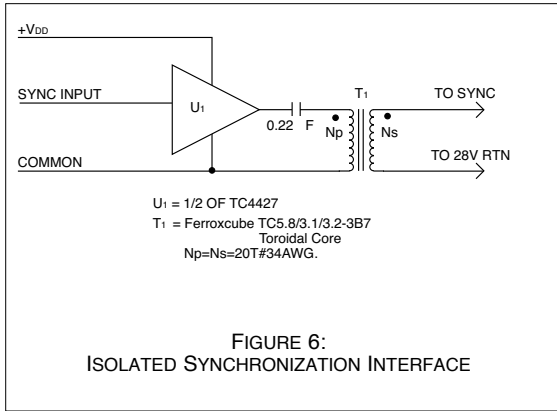 +VDD
SYNC INPUT
U1
0.22 F
T1
Np
Ns
TO SYNC
TO 28V RTN
COMMON
U1 = 1/2 OF TC4427
T1 = Ferroxcube TC5.8/3.1/3.2-3B7
Toroidal Core
Np=Ns=20T#34AWG.
FIGURE 6:
ISOLATED SYNCHRONIZATION INTERFACE